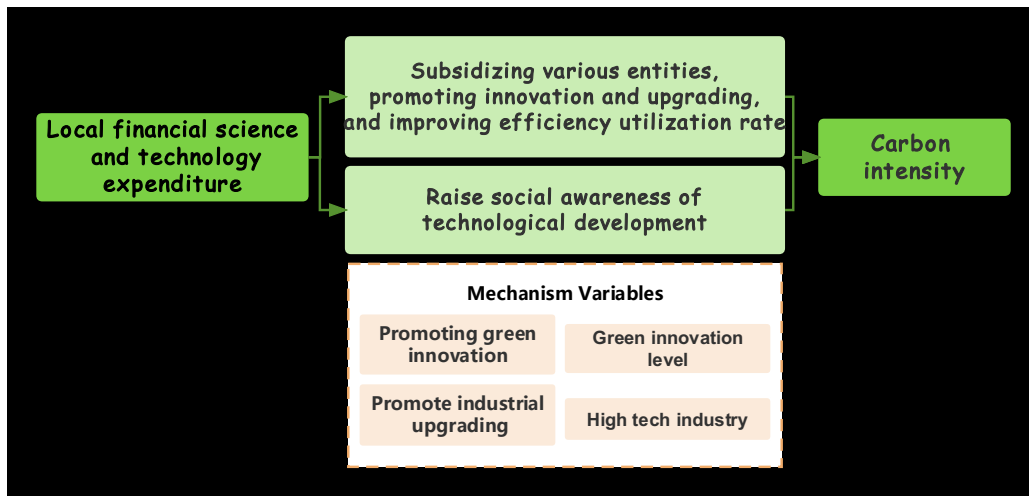 Local financial science
and technology
expenditure
Subsidizing various entities,
promoting innovation and upgrading,
and improving efficiency utilization rate
Raise social awareness of
technological development
Carbon
intensity
Mechanism Variables
Promoting green
innovation
Green innovation
level
Promote industrial
upgrading
High tech industry